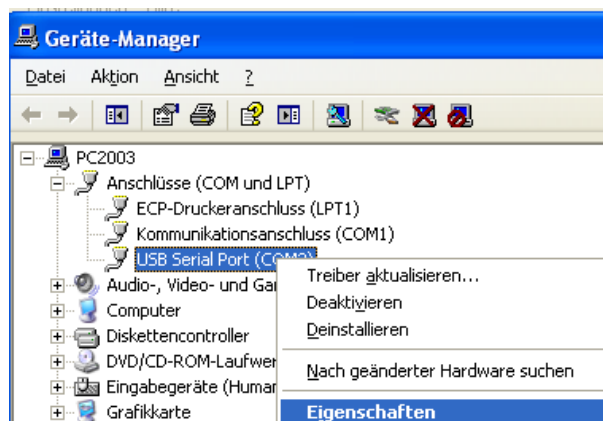 Geräte-Manager
Datei Aktion Ansicht ?
PC2003
Anschlüsse (COM und LPT)
ECP-Druckeranschluss (LPT1)
Kommunikationsanschluss (COM1)
USB Serial Port
Treiber aktualisieren...
Audio-, Video- und
Deaktivieren
Computer
Deinstallieren
Diskettencontroller
DVD/CD-ROM-Laufwer
Nach geänderter Hardware suchen
Eingabegeräte (Humar
Grafikkarte
Eigenschaften